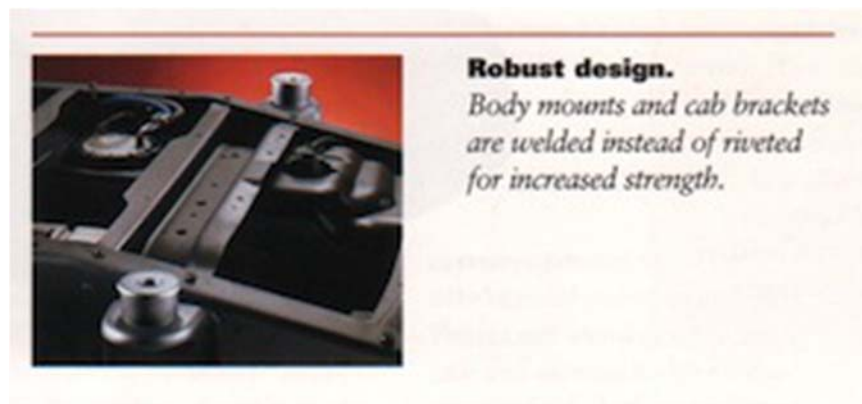 Robust design.
Body mounts and cab brackets
are welded instead of riveted
for increased strength.